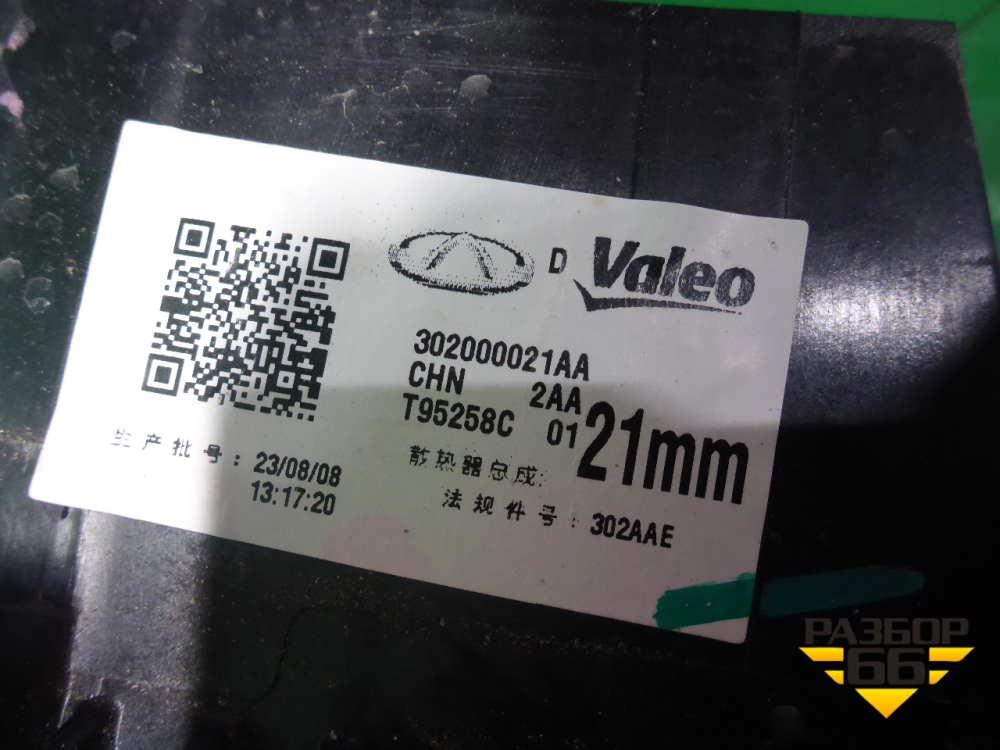 D Valeo
302000021AA
CHN 2AA
T95258C 01
21mm
散热器总成:
法规件号: 302AAE
生产批号: 23/08/08
13:17:20
РАЗБОР
66